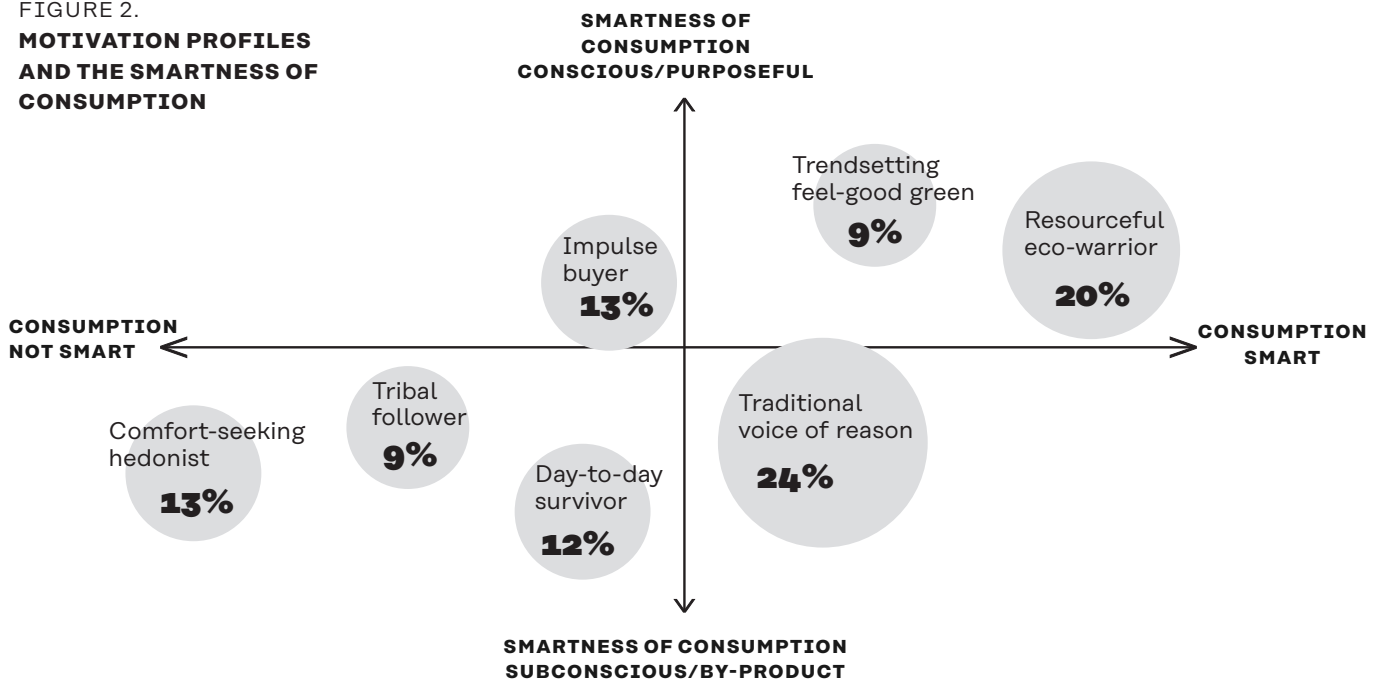 FIGURE 2.
MOTIVATION PROFILES
AND THE SMARTNESS OF
CONSUMPTION
SMARTNESS OF
CONSUMPTION
CONSCIOUS/PURPOSEFUL
Trendsetting
feel-good green
9%
Resourceful
eco-warrior
20%
Impulse
buyer
13%
CONSUMPTION
NOT SMART
CONSUMPTION
SMART
Tribal
follower
9%
Comfort-seeking
hedonist
13%
Traditional
voice of reason
24%
Day-to-day
survivor
12%
SMARTNESS OF CONSUMPTION
SUBCONSCIOUS/BY-PRODUCT